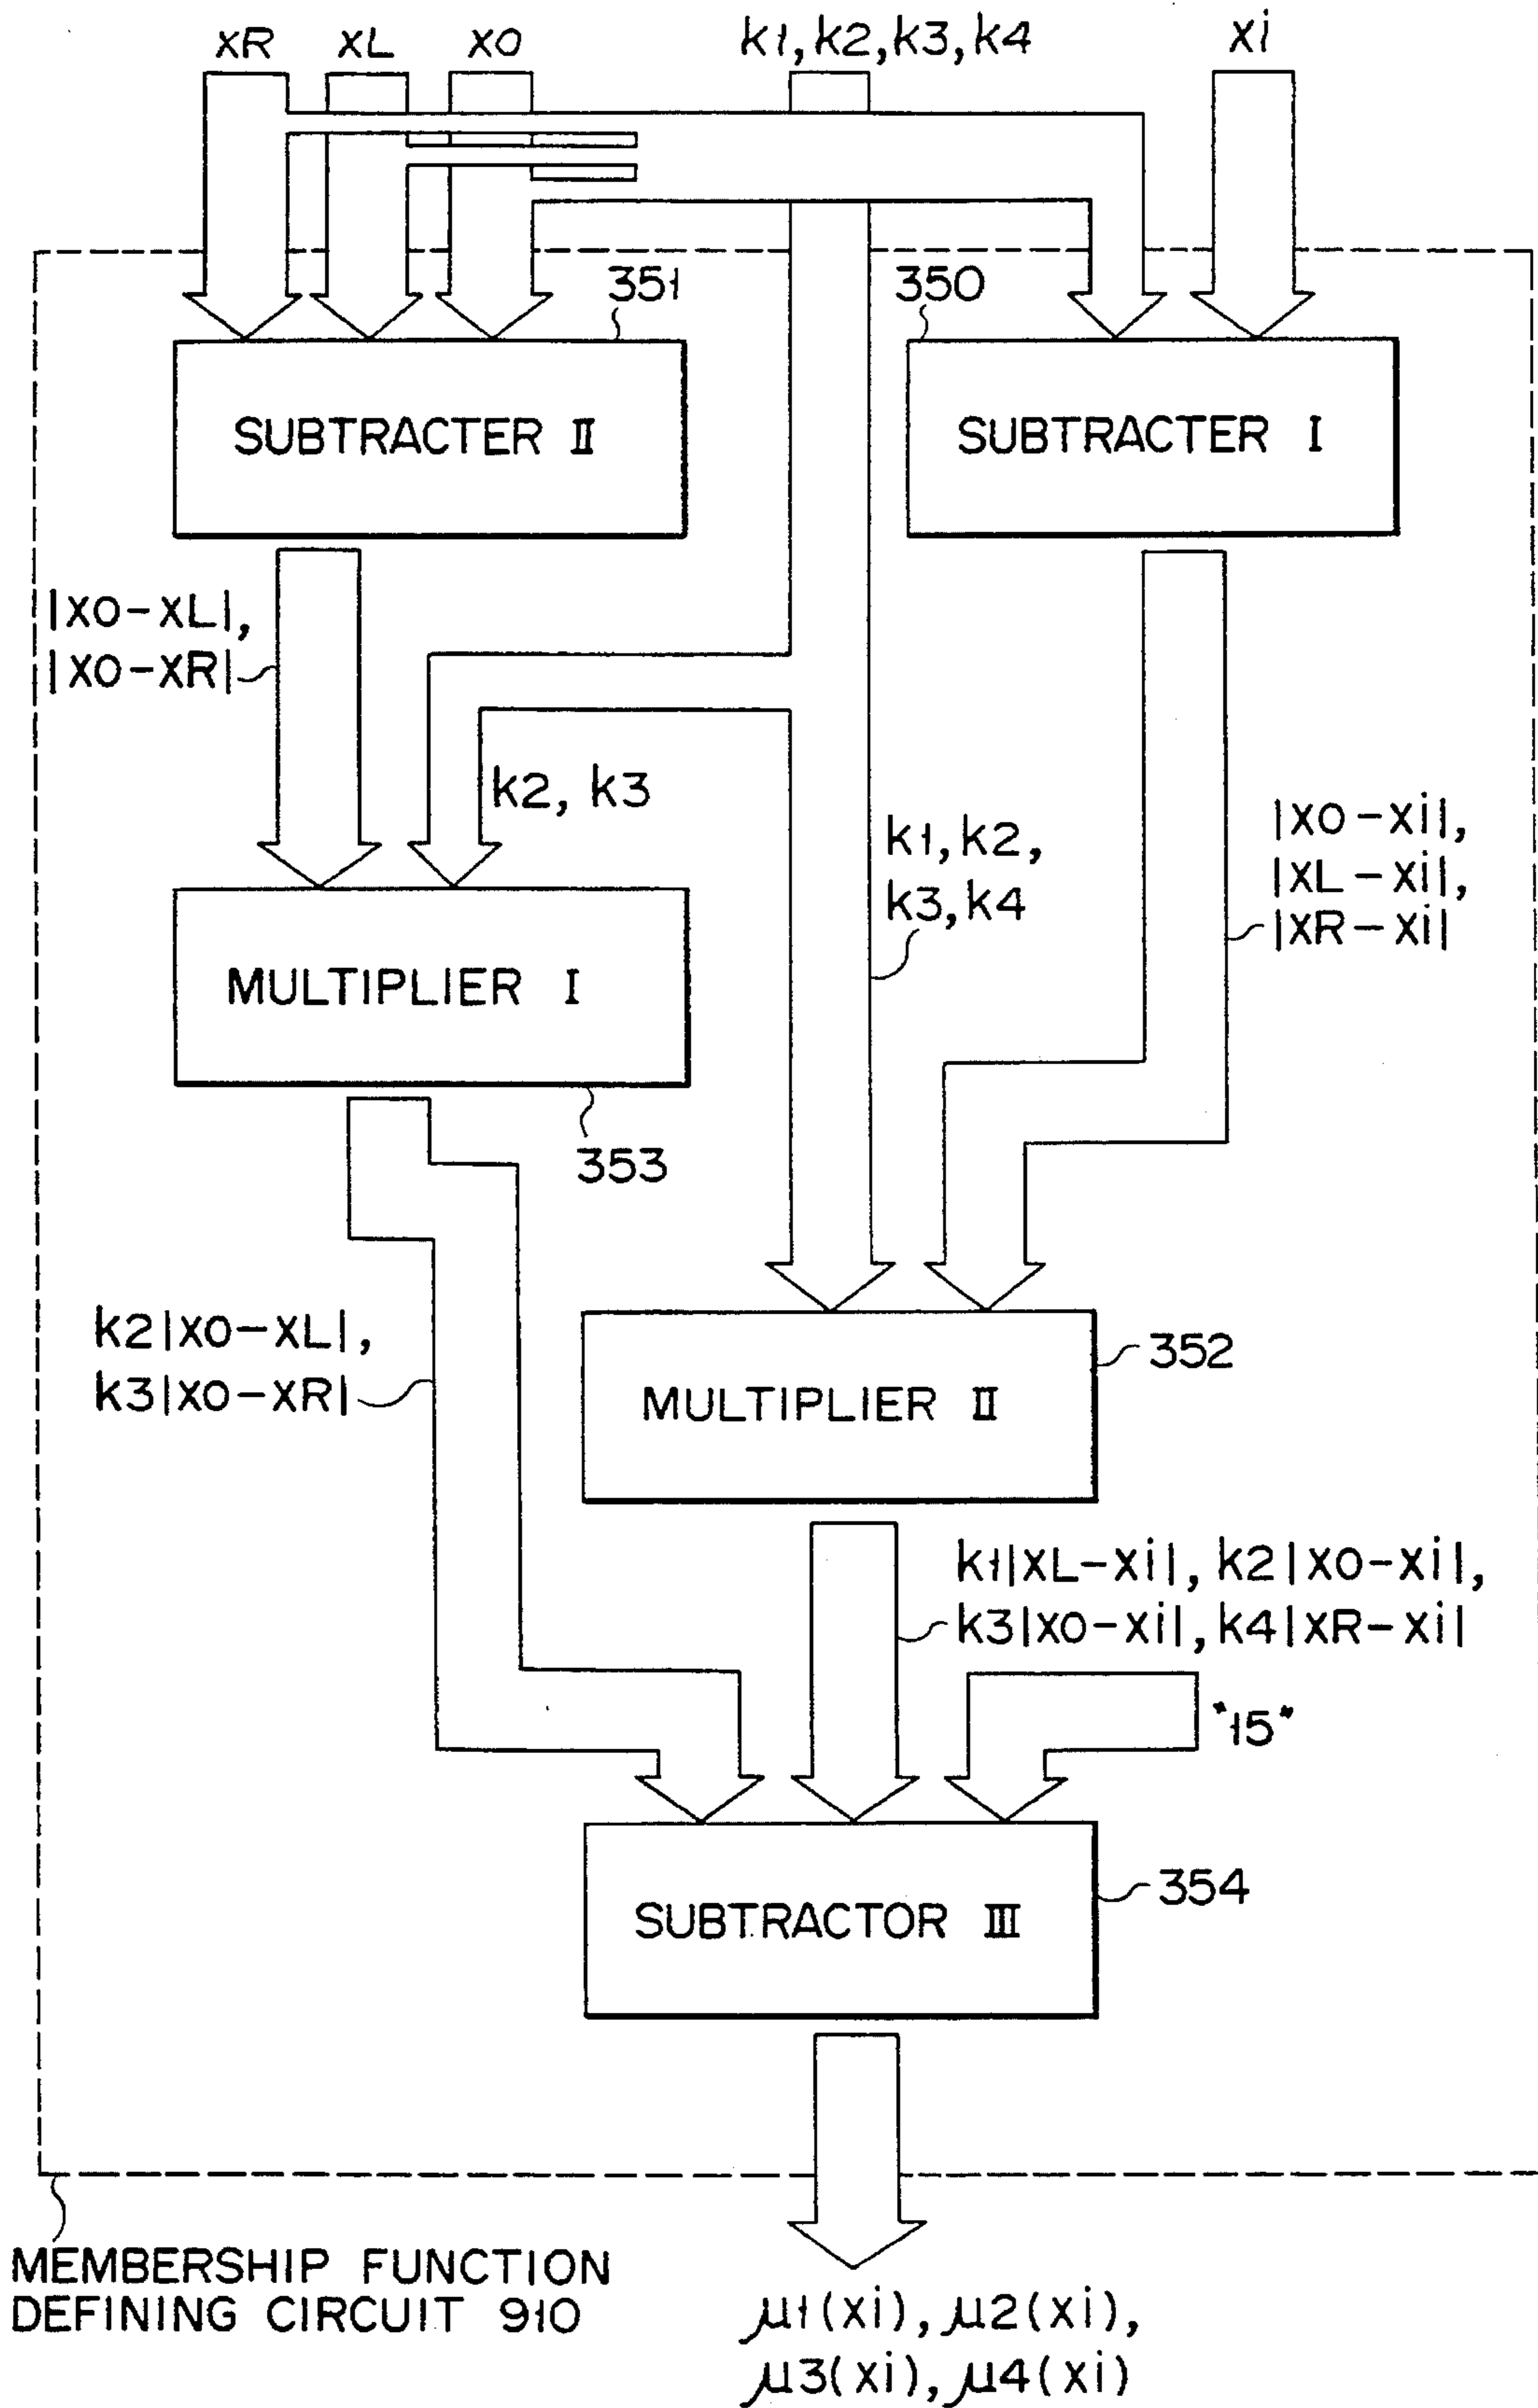 xR xL xO k1, k2, k3, k4 xi
351 350
SUBTRACTER II SUBTRACTER I
|xO-xL|,
|xO-xR|
k2, k3
k1, k2,
k3, k4
|xO-xi|,
|xL-xi|,
|xR-xi|
MULTIPLIER I
353
k2|xO-xL|,
k3|xO-xR|
352
MULTIPLIER II
k1|xL-xi|, k2|xO-xi|,
k3|xO-xi|, k4|xR-xi|
"15"
354
SUBTRACTOR III
MEMBERSHIP FUNCTION
DEFINING CIRCUIT 910
μ1(xi), μ2(xi),
μ3(xi), μ4(xi)